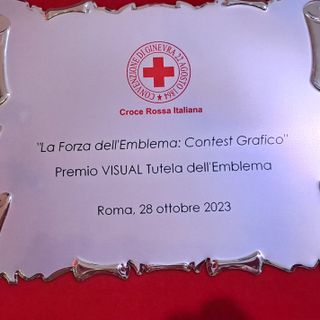 CONVENZIONE DI GINEVRA 22 AGOSTO 1864
Croce Rossa Italiana
"La Forza dell'Emblema: Contest Grafico"
Premio VISUAL Tutela dell'Emblema
Roma, 28 ottobre 2023